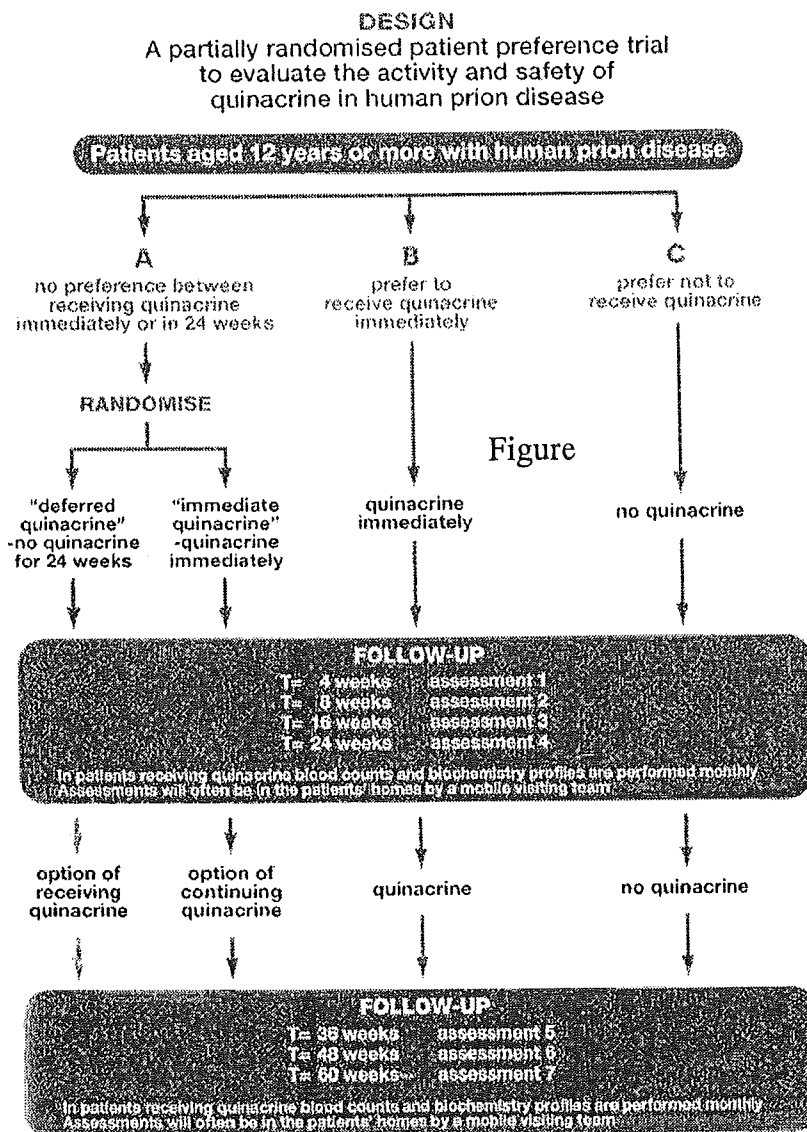 DESIGN
A partially randomised patient preference trial
to evaluate the activity and safety of
quinacrine in human prion disease
Patients aged 12 years or more with human prion disease
A
no preference between
receiving quinacrine
immediately or in 24 weeks
B
prefer to
receive quinacrine
immediately
C
prefer not to
receive quinacrine
RANDOMISE
Figure
"deferred
quinacrine"
-no quinacrine
for 24 weeks
"immediate
quinacrine"
-quinacrine
immediately
quinacrine
immediately
no quinacrine
FOLLOW-UP
T= 4 weeks assessment 1
T= 8 weeks assessment 2
T= 16 weeks assessment 3
T= 24 weeks assessment 4
In patients receiving quinacrine blood counts and biochemistry profiles are performed monthly
Assessments will often be in the patients' homes by a mobile visiting team
option of
receiving
quinacrine
option of
continuing
quinacrine
quinacrine
no quinacrine
FOLLOW-UP
T= 36 weeks assessment 5
T= 48 weeks assessment 6
T= 60 weeks assessment 7
In patients receiving quinacrine blood counts and biochemistry profiles are performed monthly
Assessments will often be in the patients' homes by a mobile visiting team